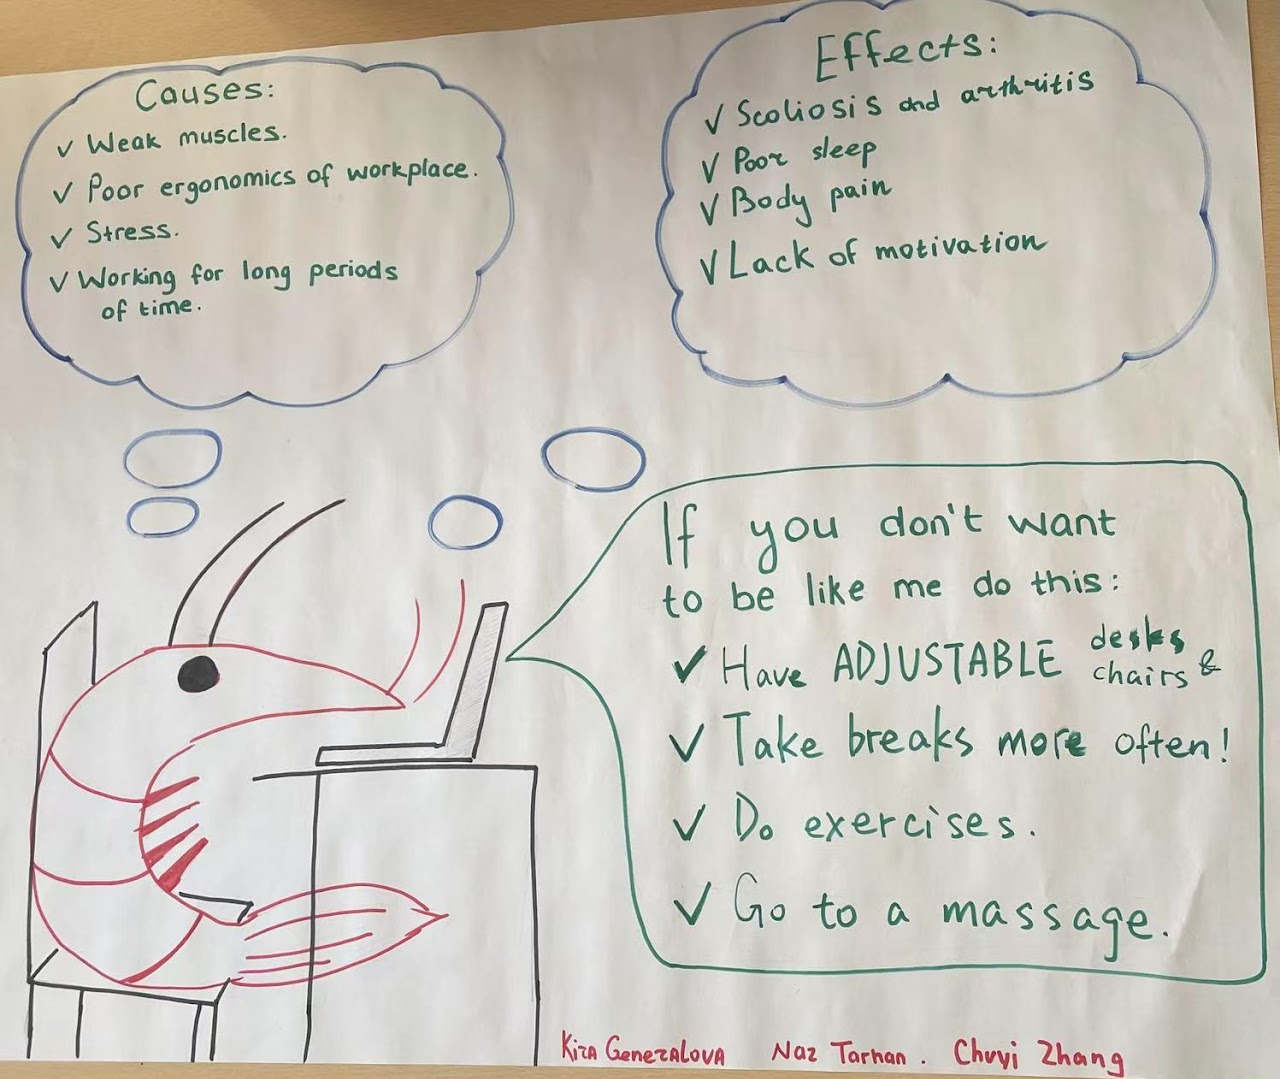 Causes:
✓ Weak muscles.
✓ Poor ergonomics of workplace.
✓ Stress.
✓ Working for long periods
of time.
Effects:
✓ Scoliosis and arthritis
✓ Poor sleep
✓ Body pain
✓ Lack of motivation
If you don't want
to be like me do this:
✓ Have ADJUSTABLE desks
chairs &
✓ Take breaks more often!
✓ Do exercises.
✓ Go to a massage.
Kira Generalova Naz Tarhan. Chuyi Zhang